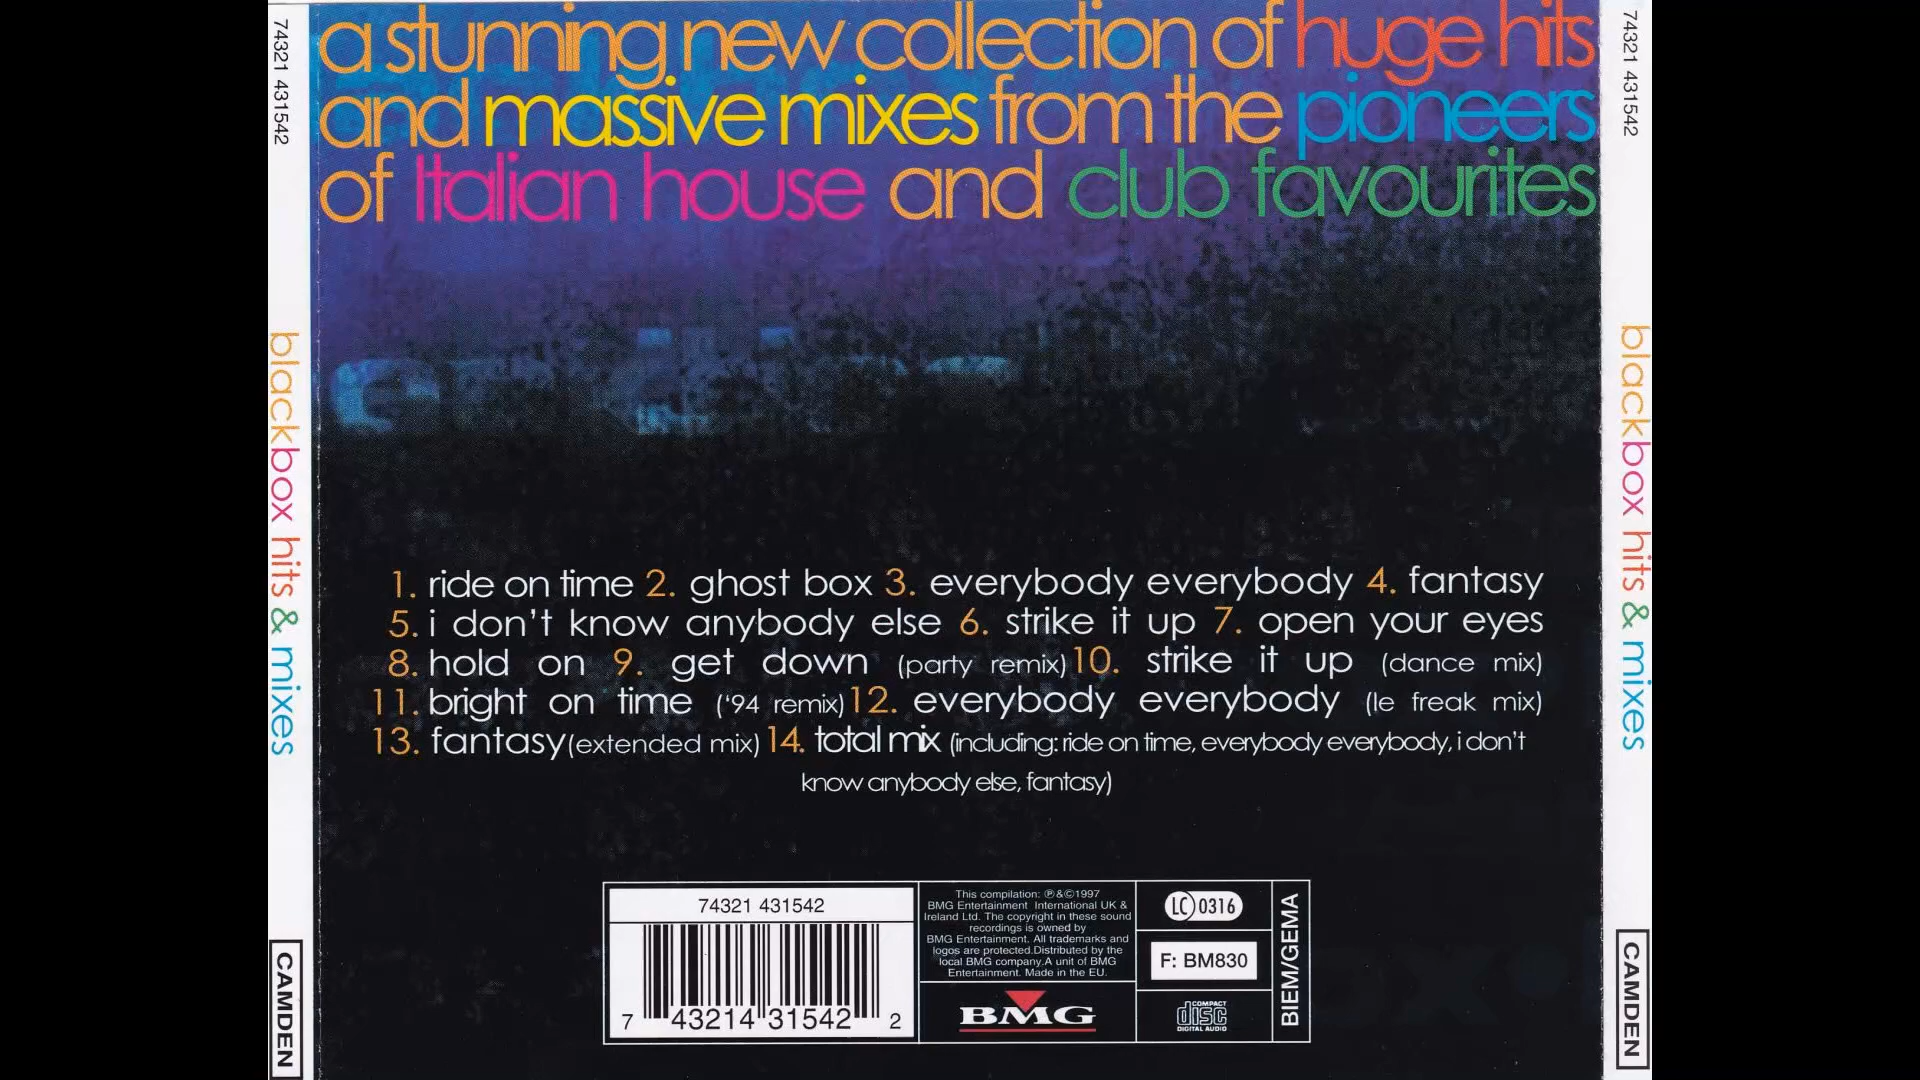 a stunning new collection of huge hits
and massive mixes from the pioneers
of Italian house and club favourites
74321 431542
blackbox hits & mixes
CAMDEN
1. ride on time 2. ghost box 3. everybody everybody 4. fantasy
5. i don't know anybody else 6. strike it up 7. open your eyes
8. hold on 9. get down (party remix) 10. strike it up (dance mix)
11. bright on time ('94 remix) 12. everybody everybody (le freak mix)
13. fantasy (extended mix) 14. total mix (including: ride on time, everybody everybody, i don't
know anybody else, fantasy)
74321 431542
7 43214 31542 2
This compilation: ℗&©1997
BMG Entertainment International UK &
Ireland Ltd. The copyright in these sound
recordings is owned by
BMG Entertainment. All trademarks and
logos are protected.Distributed by the
local BMG company.A unit of BMG
Entertainment. Made in the EU.
BMG
LC 0316
F: BM830
COMPACT
disc
DIGITAL AUDIO
BIEM/GEMA
74321 431542
blackbox hits & mixes
CAMDEN